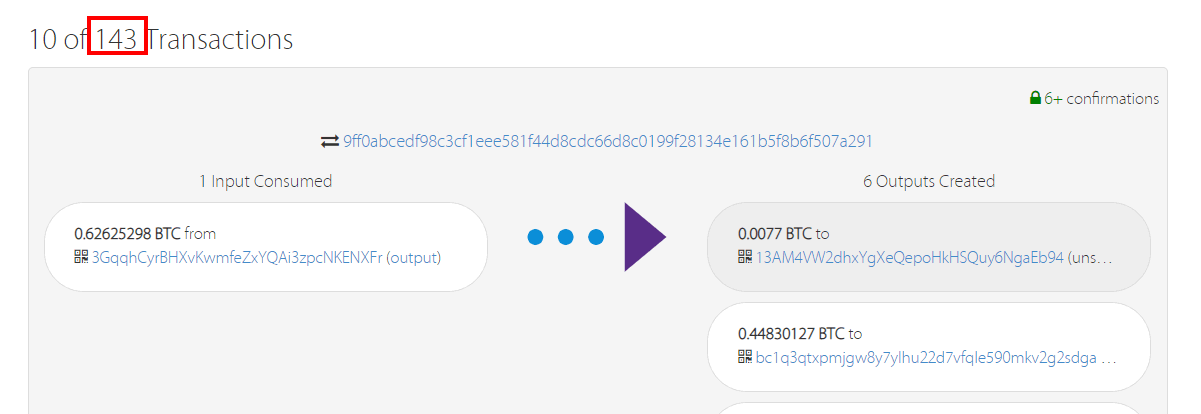 10 of 143 Transactions
6+ confirmations
9ff0abcedf98c3cf1eee581f44d8cdc66d8c0199f28134e161b5f8b6f507a291
1 Input Consumed
6 Outputs Created
0.62625298 BTC from
3GqqhCyrBHXvKwmfeZxYQAi3zpcNKENXFr (output)
0.0077 BTC to
13AM4VW2dhxYgXeQepoHkHSQuy6NgaEb94 (uns…
0.44830127 BTC to
bc1q3qtxpmjgw8y7ylhu22d7vfqle590mkv2g2sdga …